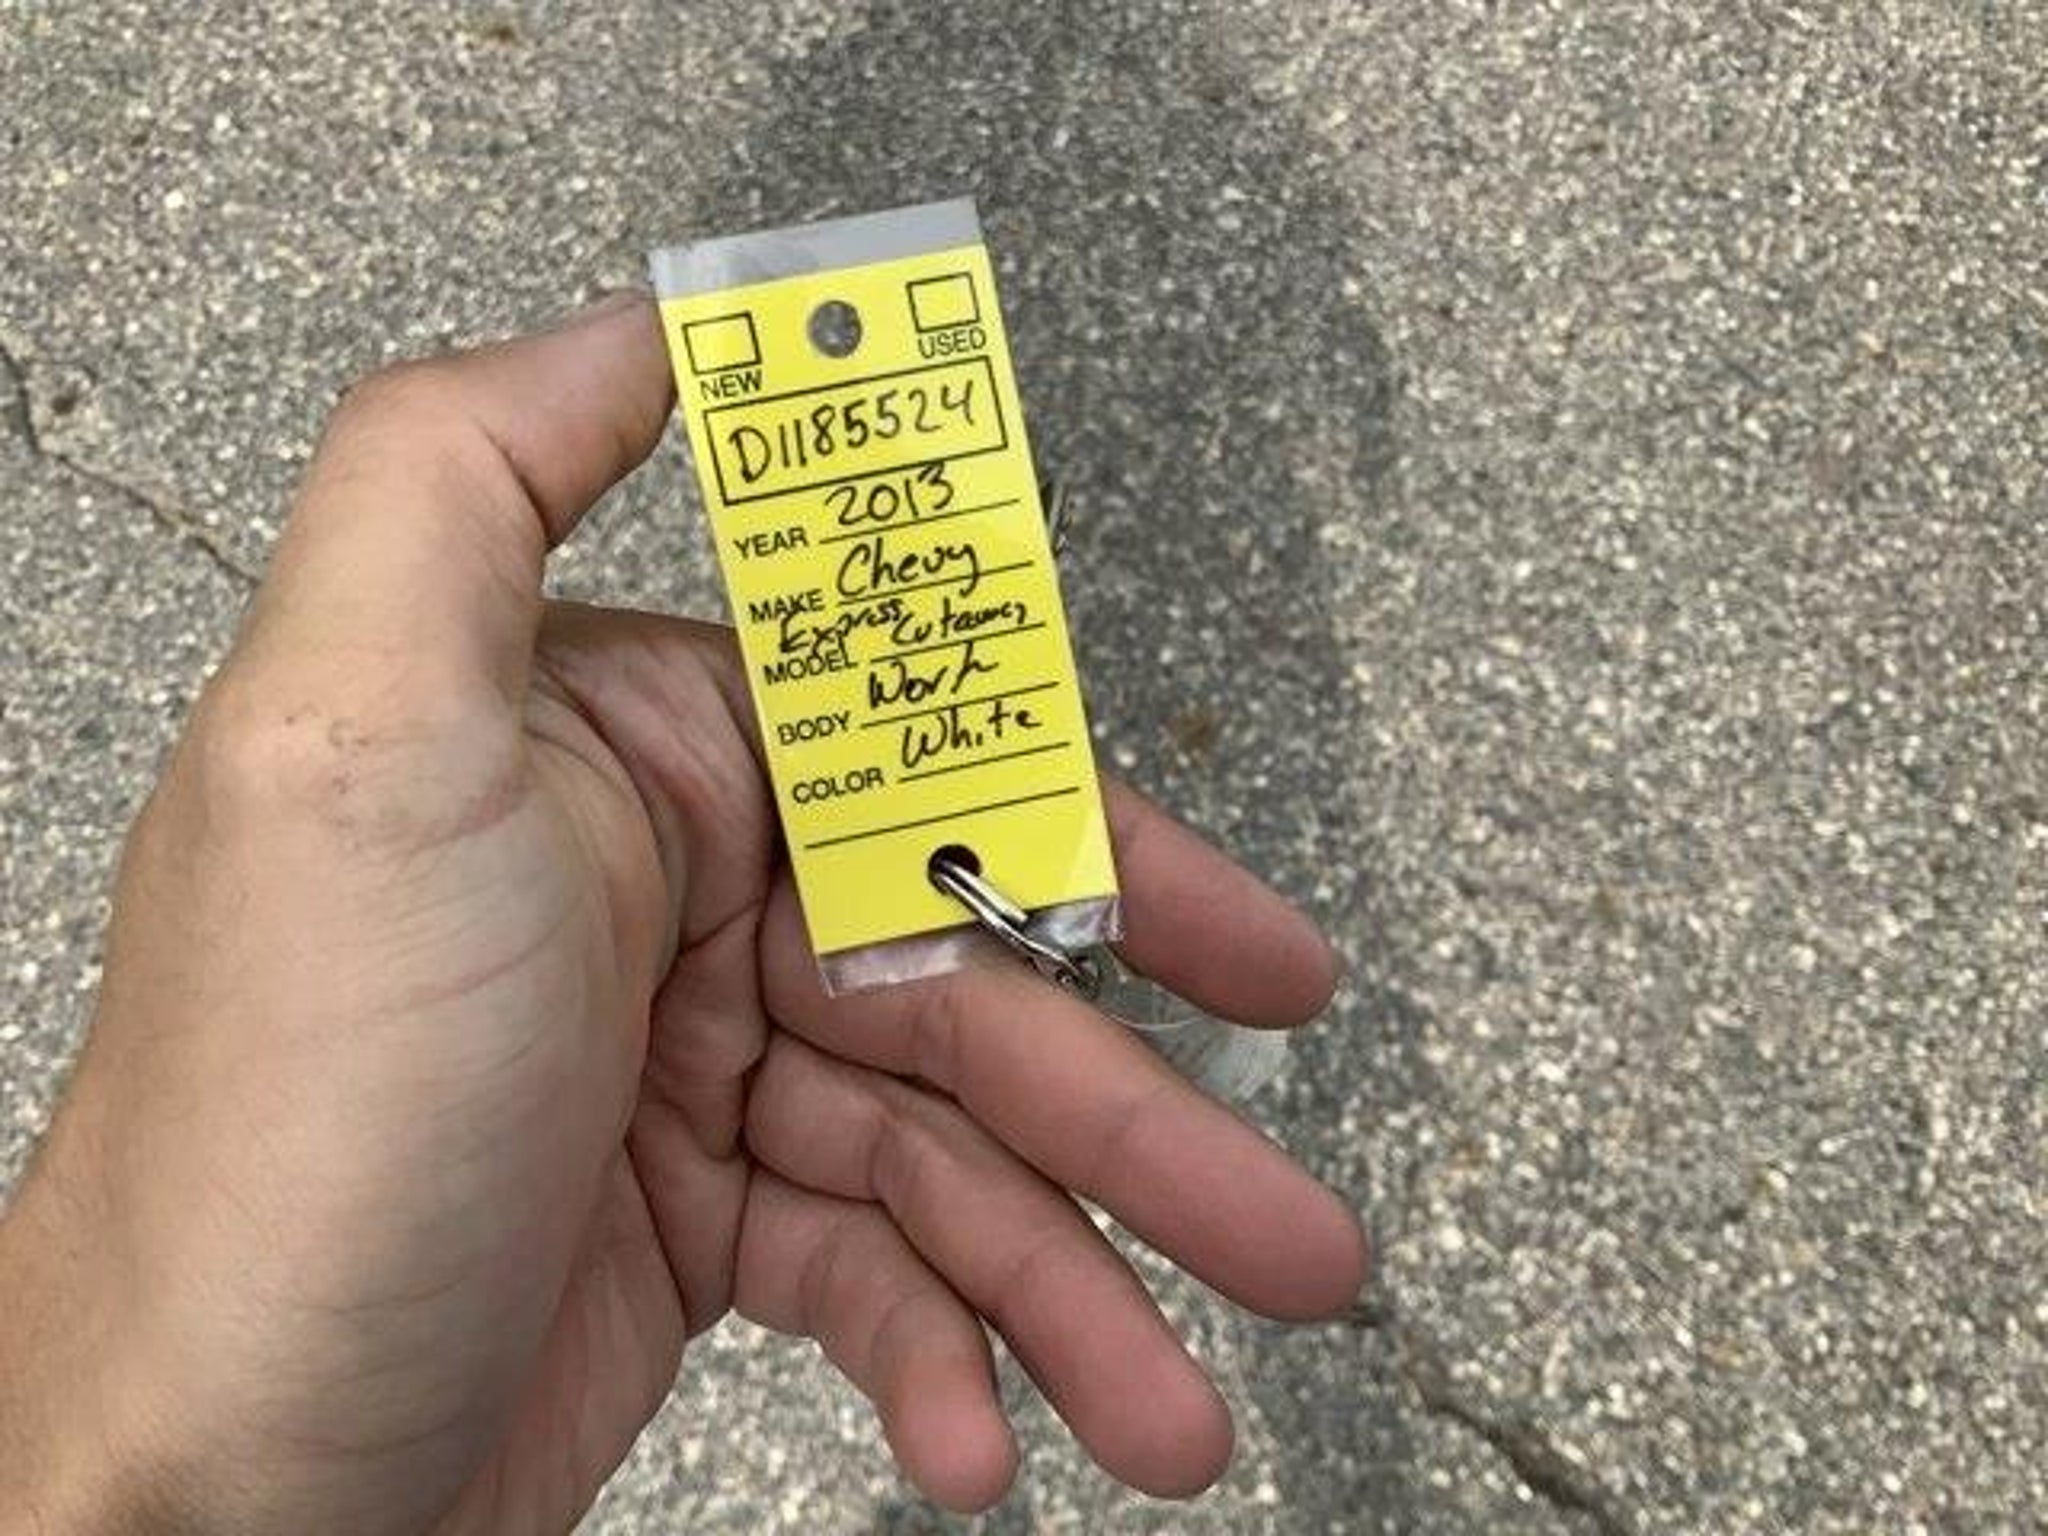 NEW USED
D1185524
YEAR 2013
MAKE Chevy
MODEL Express Cutaway
BODY Work
COLOR White